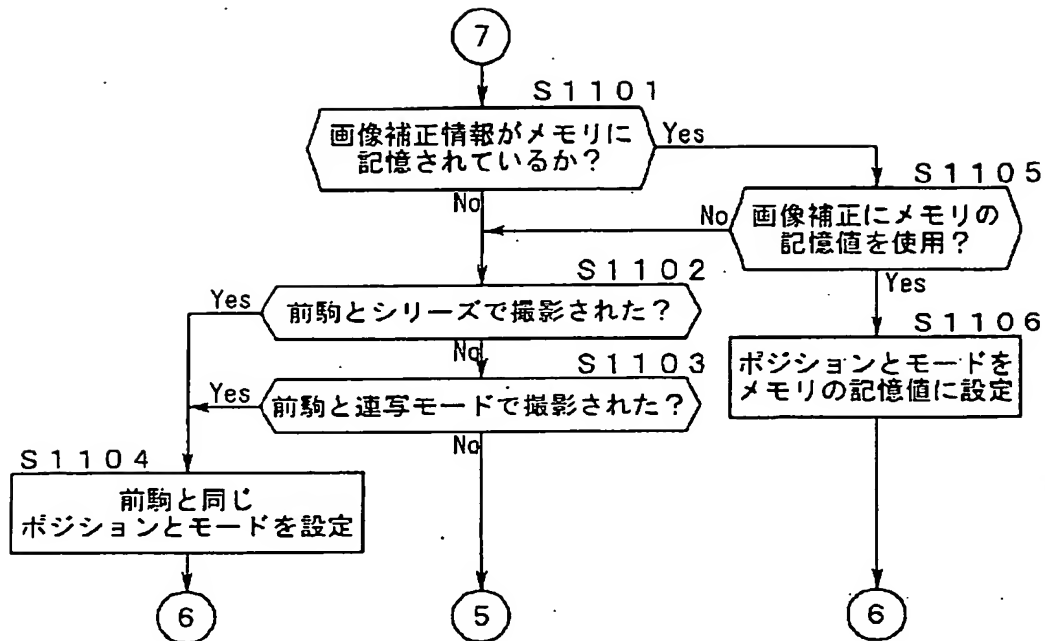 7
S1101
画像補正情報がメモリに
記憶されているか？
Yes
No
S1105
画像補正にメモリの
記憶値を使用？
No
Yes
S1102
前駒とシリーズで撮影された？
Yes
No
S1106
ポジションとモードを
メモリの記憶値に設定
S1103
前駒と連写モードで撮影された？
Yes
No
S1104
前駒と同じ
ポジションとモードを設定
6
5
6